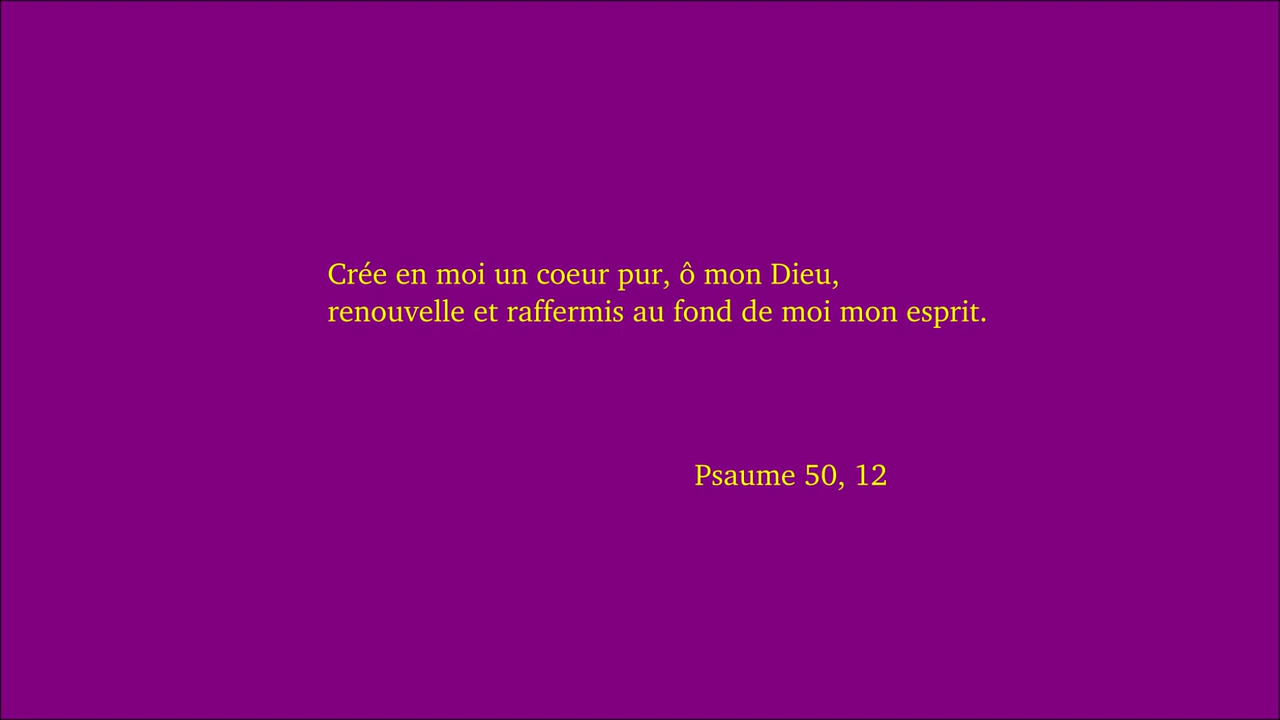 Crée en moi un coeur pur, ô mon Dieu,
renouvelle et raffermis au fond de moi mon esprit.
Psaume 50, 12